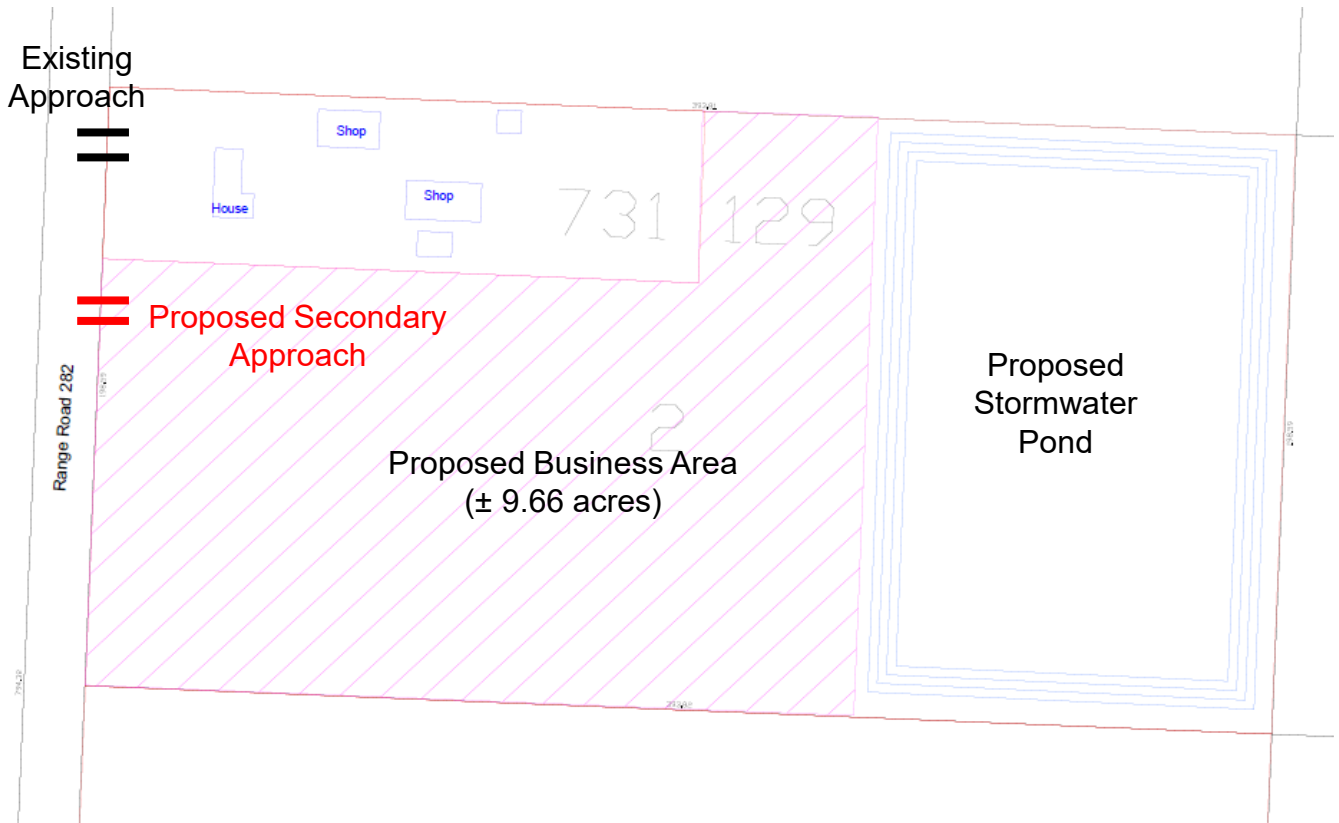 Existing
Approach
Shop
Shop
House
731 129
Proposed Secondary
Approach
Range Road 282
2
Proposed Business Area
(± 9.66 acres)
Proposed
Stormwater
Pond